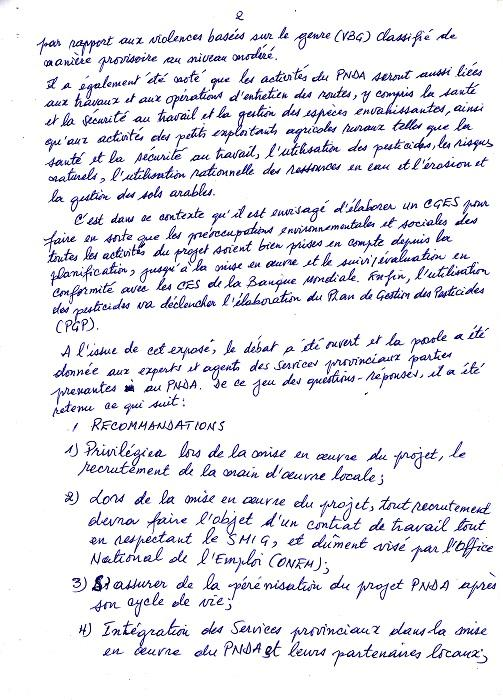 2
par rapport aux violences basées sur le genre (VBG) classifié de
manière provisoire au niveau modéré.
Il a également été noté que les activités du PNDA seront aussi liées
aux travaux et aux opérations d'entretien des routes, y compris la santé
et la sécurité au travail et la gestion des espèces envahissantes, ainsi
qu'aux activités des petits exploitants agricoles ruraux telles que la
santé et la sécurité au travail, l'utilisation des pesticides, les risques
naturels, l'utilisation rationnelle des ressources en eau et l'érosion et
la gestion des sols arables.
C'est dans ce contexte qu'il est envisagé d'élaborer un CGES pour
faire en sorte que les préoccupations environnementales et sociales des
toutes les activités du projet soient bien prises en compte depuis la
planification, jusqu'à la mise en œuvre et le suivi/évaluation en
conformité avec les CES de la Banque Mondiale. Enfin, l'utilisation
des pesticides va déclencher l'élaboration du Plan de Gestion des Pesticides
(PGP).
A l'issue de cet exposé, le débat a été ouvert et la parole a été
donnée aux experts et agents des Services provinciaux parties
prenantes au PNDA. De ce jeu des questions-réponses, il a été
retenu ce qui suit :
1 RECOMMANDATIONS
1) Privilégier lors de la mise en œuvre du projet, le
recrutement de la main d'œuvre locale ;
2) Lors de la mise en œuvre du projet, tout recrutement
devra faire l'objet d'un contrat de travail tout
en respectant le SMIG, et dûment visé par l'Office
National de l'Emploi (ONEM) ;
3) S'assurer de la pérénisation du projet PNDA après
son cycle de vie ;
4) Intégration des Services provinciaux dans la mise
en œuvre du PNDA et leurs partenaires locaux ;